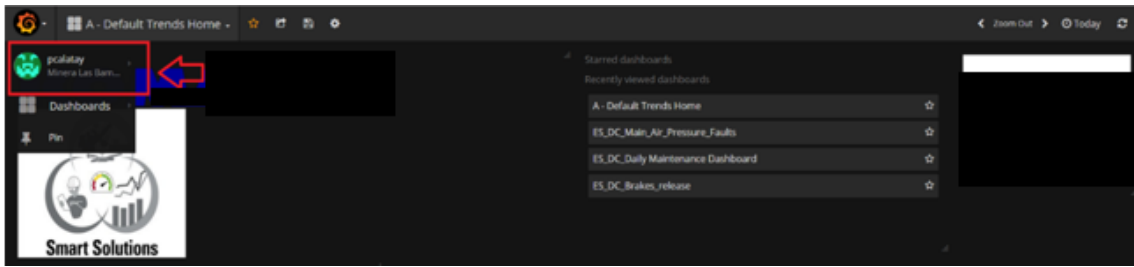 A - Default Trends Home
Zoom Out
Today
pcalatay
Minera Las Bam...
Dashboards
Pin
Smart Solutions
Starred dashboards
Recently viewed dashboards
A - Default Trends Home
ES_DC_Main_Air_Pressure_Faults
ES_DC_Daily Maintenance Dashboard
ES_DC_Brakes_release